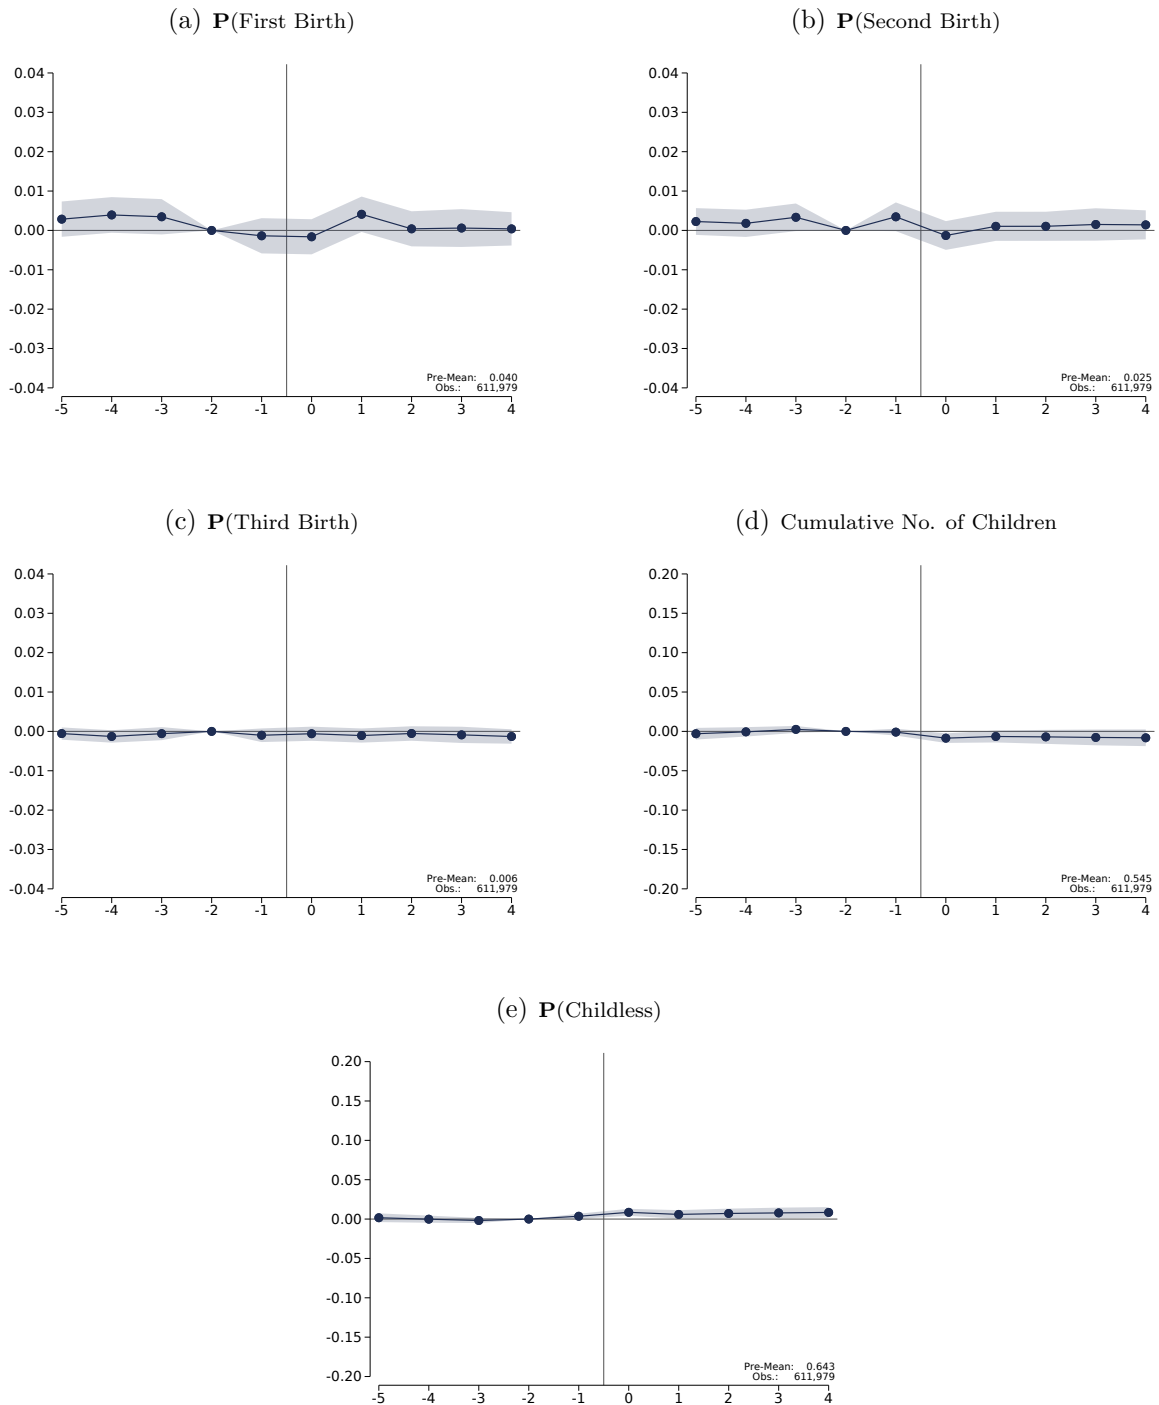 (a) P(First Birth)
(b) P(Second Birth)
0.04
0.03
0.02
0.01
0.00
-0.01
-0.02
-0.03
-0.04
Pre-Mean: 0.040
Obs.: 611,979
-5 -4 -3 -2 -1 0 1 2 3 4
0.04
0.03
0.02
0.01
0.00
-0.01
-0.02
-0.03
-0.04
Pre-Mean: 0.025
Obs.: 611,979
-5 -4 -3 -2 -1 0 1 2 3 4
(c) P(Third Birth)
(d) Cumulative No. of Children
0.04
0.03
0.02
0.01
0.00
-0.01
-0.02
-0.03
-0.04
Pre-Mean: 0.006
Obs.: 611,979
-5 -4 -3 -2 -1 0 1 2 3 4
0.20
0.15
0.10
0.05
0.00
-0.05
-0.10
-0.15
-0.20
Pre-Mean: 0.545
Obs.: 611,979
-5 -4 -3 -2 -1 0 1 2 3 4
(e) P(Childless)
0.20
0.15
0.10
0.05
0.00
-0.05
-0.10
-0.15
-0.20
Pre-Mean: 0.643
Obs.: 611,979
-5 -4 -3 -2 -1 0 1 2 3 4